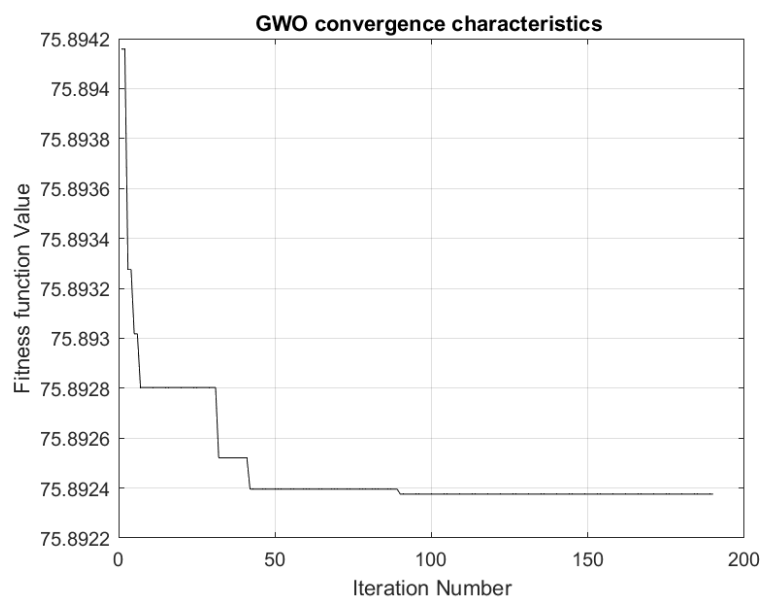 GWO convergence characteristics
75.8942
75.894
75.8938
75.8936
75.8934
75.8932
75.893
75.8928
75.8926
75.8924
75.8922
Fitness function Value
0 50 100 150 200
Iteration Number